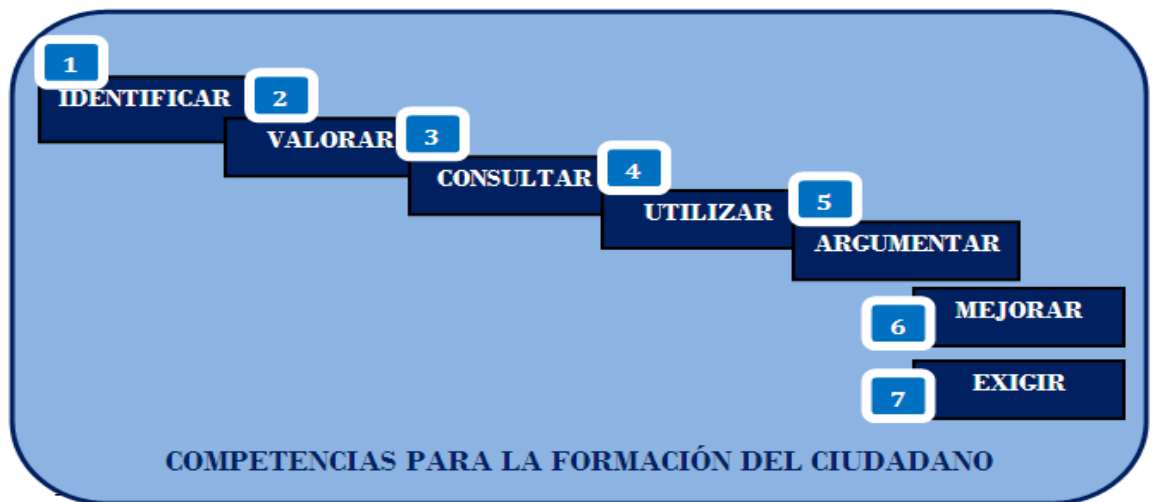 1
IDENTIFICAR
2
VALORAR
3
CONSULTAR
4
UTILIZAR
5
ARGUMENTAR
6
MEJORAR
7
EXIGIR
COMPETENCIAS PARA LA FORMACIÓN DEL CIUDADANO